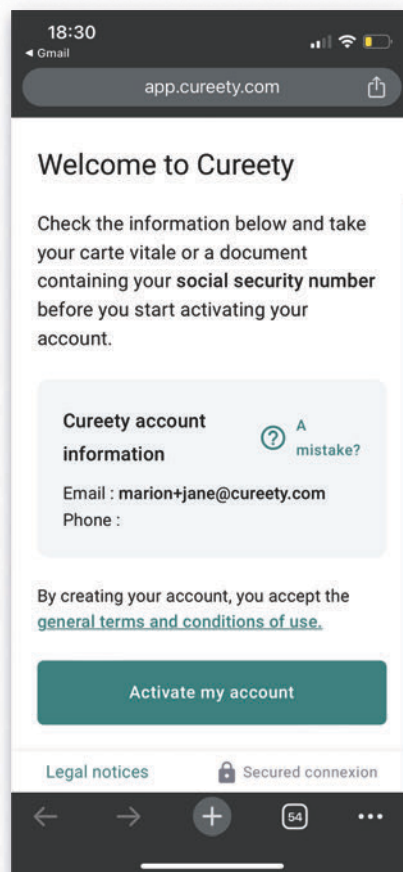 18:30
◀ Gmail
app.cureety.com
Welcome to Cureety
Check the information below and take
your carte vitale or a document
containing your social security number
before you start activating your
account.
Cureety account
information
A
mistake?
Email : marion+jane@cureety.com
Phone :
By creating your account, you accept the
general terms and conditions of use.
Activate my account
Legal notices
Secured connexion
54